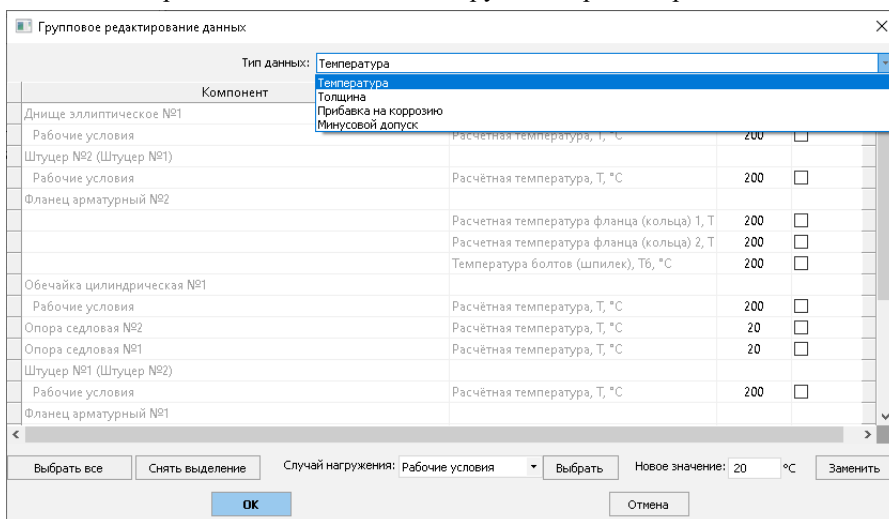 Групповое редактирование данных
Тип данных: Температура
Температура
Толщина
Прибавка на коррозию
Минусовой допуск
Компонент
Днище эллиптическое №1
Рабочие условия Расчетная температура, T, °C 200
Штуцер №2 (Штуцер №1)
Рабочие условия Расчётная температура, T, °C 200
Фланец арматурный №2
Расчетная температура фланца (кольца) 1, T 200
Расчетная температура фланца (кольца) 2, T 200
Температура болтов (шпилек), Tб, °C 200
Обечайка цилиндрическая №1
Рабочие условия Расчётная температура, T, °C 200
Опора седловая №2 Расчётная температура, T, °C 20
Опора седловая №1 Расчётная температура, T, °C 20
Штуцер №1 (Штуцер №2)
Рабочие условия Расчётная температура, T, °C 200
Фланец арматурный №1
Выбрать все Снять выделение Случай нагружения: Рабочие условия Выбрать Новое значение: 20 °C Заменить
OK Отмена